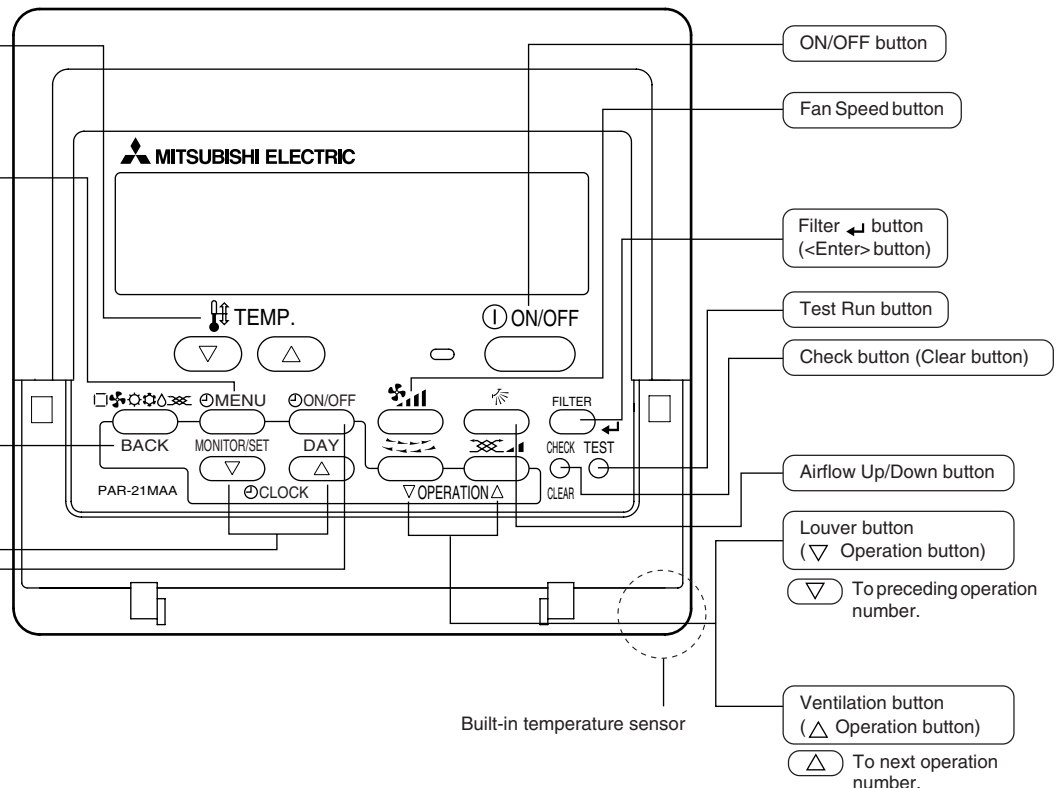 ON/OFF button
Fan Speed button
MITSUBISHI ELECTRIC
Filter ↵ button
(<Enter> button)
TEMP.
ON/OFF
Test Run button
Check button (Clear button)
MENU
ON/OFF
FILTER
BACK
MONITOR/SET
DAY
CHECK
TEST
PAR-21MAA
CLOCK
▽ OPERATION △
CLEAR
Airflow Up/Down button
Louver button
(▽ Operation button)
▽ To preceding operation
number.
Built-in temperature sensor
Ventilation button
(△ Operation button)
△ To next operation
number.